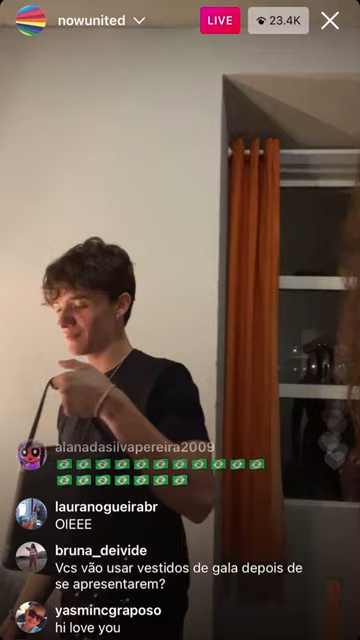 nowunited
LIVE
23.4K
alanadasilvapereira2009
lauranogueirabr
OIEEE
bruna_deivide
Vcs vão usar vestidos de gala depois de
se apresentarem?
yasmincgraposo
hi love you